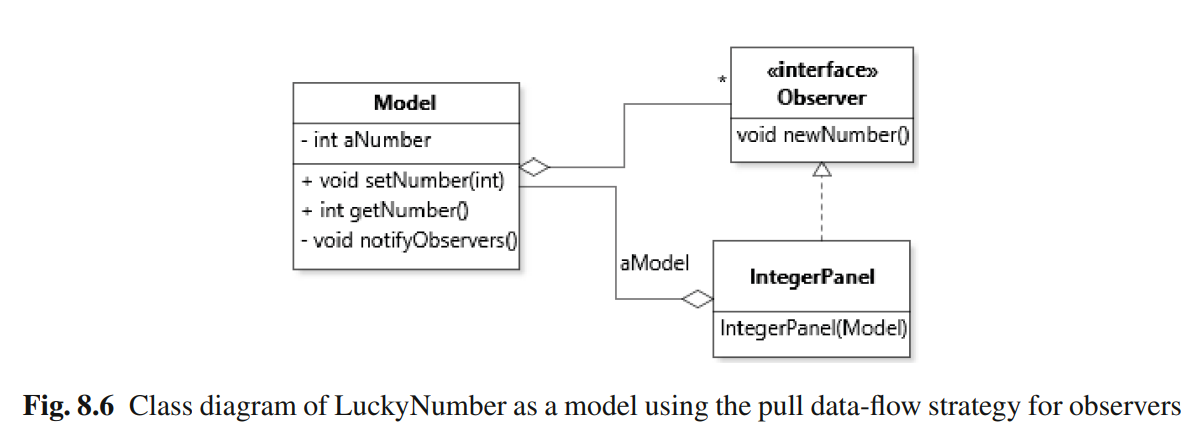 Model
- int aNumber
+ void setNumber(int)
+ int getNumber()
- void notifyObservers()
*
«interface»
Observer
void newNumber()
aModel
IntegerPanel
IntegerPanel(Model)
Fig. 8.6 Class diagram of LuckyNumber as a model using the pull data-flow strategy for observers